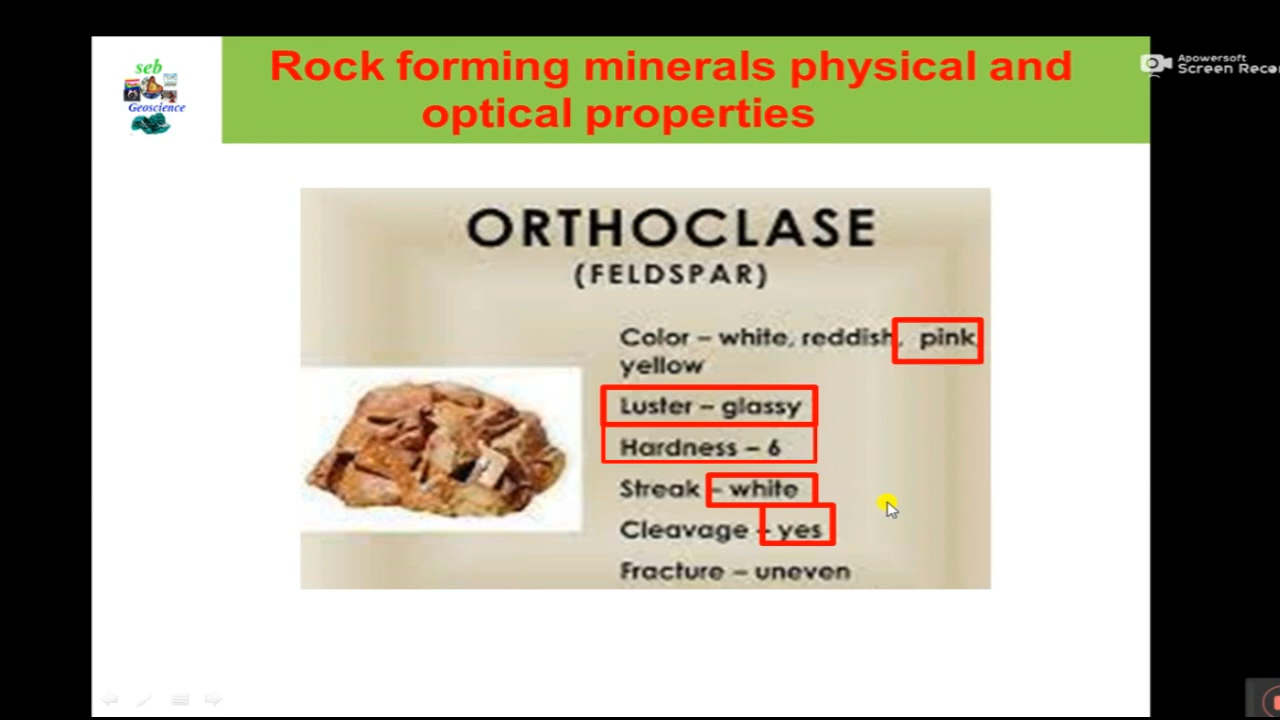 seb
Geoscience
Rock forming minerals physical and
optical properties
Apowersoft
Screen Reco
ORTHOCLASE
(FELDSPAR)
Color – white, reddish, pink,
yellow
Luster – glassy
Hardness – 6
Streak – white
Cleavage – yes
Fracture – uneven